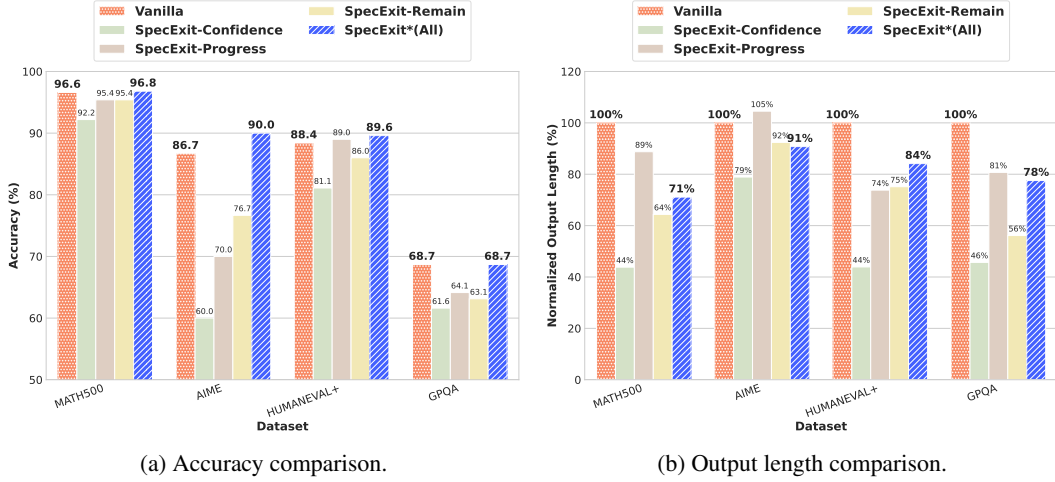 Vanilla
SpecExit-Confidence
SpecExit-Progress
SpecExit-Remain
SpecExit*(All)
Accuracy (%)
100
90
80
70
60
50
96.6
92.2
95.4
95.4
96.8
86.7
60.0
70.0
76.7
90.0
88.4
81.1
89.0
86.0
89.6
68.7
61.6
64.1
63.1
68.7
MATH500
AIME
HUMANEVAL+
GPQA
Dataset
(a) Accuracy comparison.
Vanilla
SpecExit-Confidence
SpecExit-Progress
SpecExit-Remain
SpecExit*(All)
Normalized Output Length (%)
120
100
80
60
40
20
0
100%
44%
89%
64%
71%
100%
79%
105%
92%
91%
100%
44%
74%
75%
84%
100%
46%
81%
56%
78%
MATH500
AIME
HUMANEVAL+
GPQA
Dataset
(b) Output length comparison.